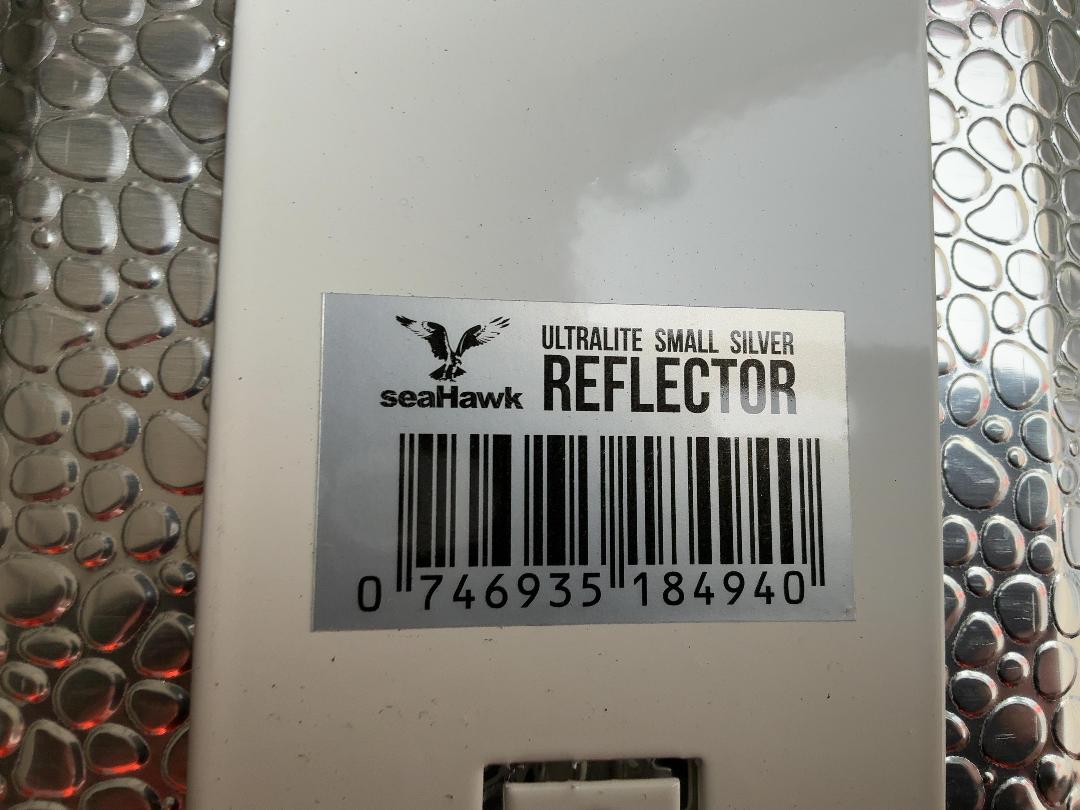 ULTRALITE SMALL SILVER
REFLECTOR
seaHawk
0 746935 184940